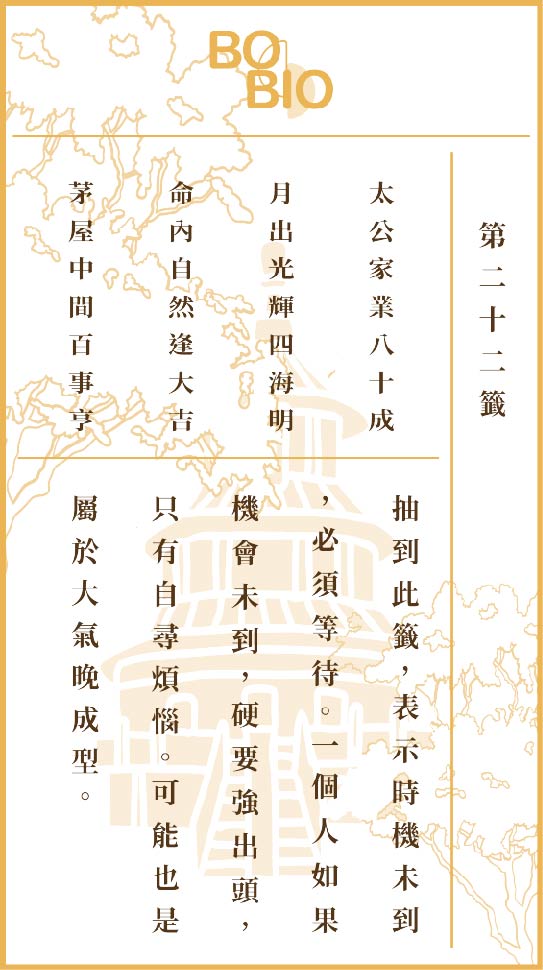 BO
BIO
第二十二籤
太公家業八十成
月出光輝四海明
命內自然逢大吉
茅屋中間百事亨
抽到此籤，表示時機未到
，必須等待。一個人如果
機會未到，硬要強出頭，
只有自尋煩惱。可能也是
屬於大氣晚成型。